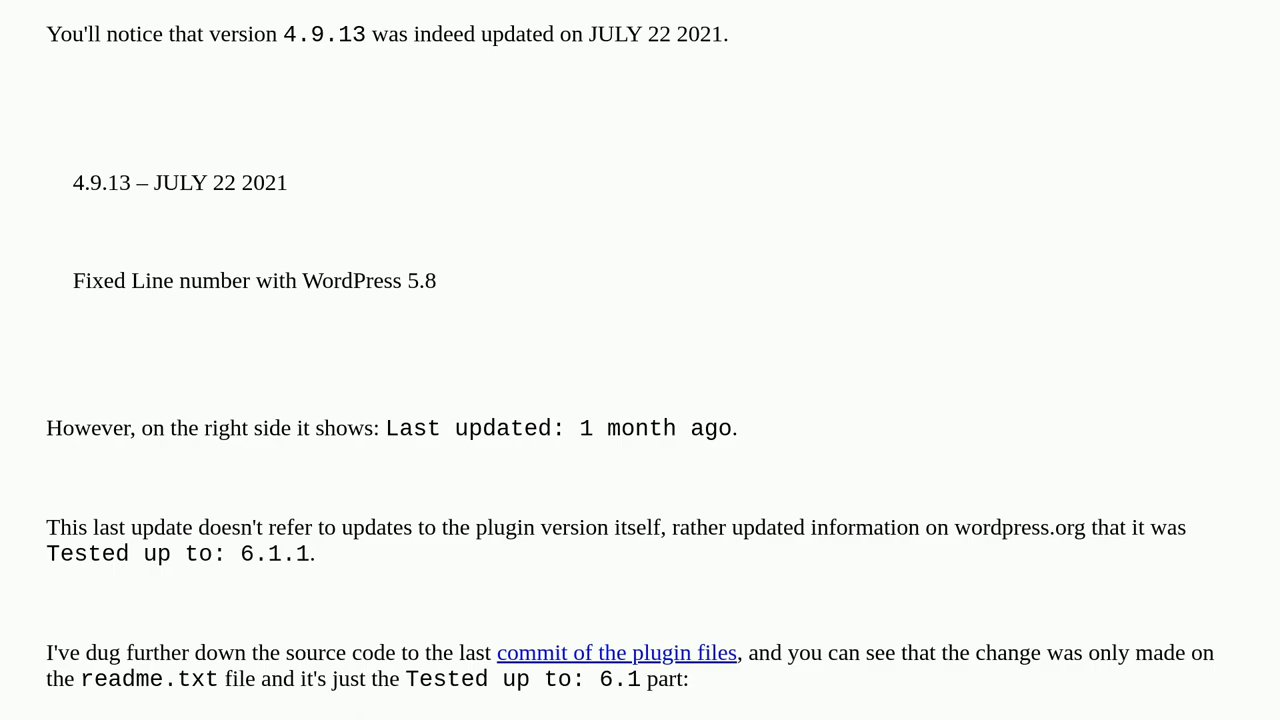 You'll notice that version 4.9.13 was indeed updated on JULY 22 2021.
4.9.13 – JULY 22 2021
Fixed Line number with WordPress 5.8
However, on the right side it shows: Last updated: 1 month ago.
This last update doesn't refer to updates to the plugin version itself, rather updated information on wordpress.org that it was
Tested up to: 6.1.1.
I've dug further down the source code to the last commit of the plugin files, and you can see that the change was only made on
the readme.txt file and it's just the Tested up to: 6.1 part: